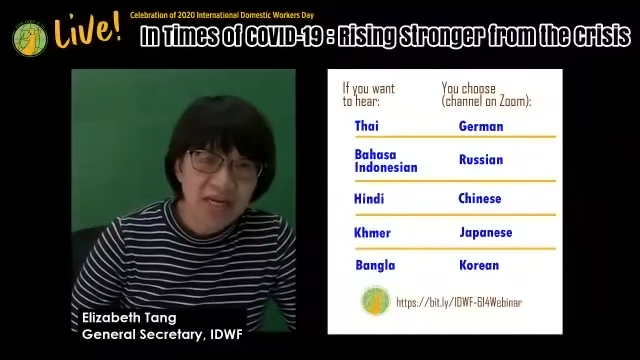 Live!
Celebration of 2020 International Domestic Workers Day
In Times of COVID-19 : Rising Stronger from the Crisis
If you want
to hear:
You choose
(channel on Zoom):
Thai German
Bahasa
Indonesian Russian
Hindi Chinese
Khmer Japanese
Bangla Korean
https://bit.ly/IDWF-614Webinar
Elizabeth Tang
General Secretary, IDWF